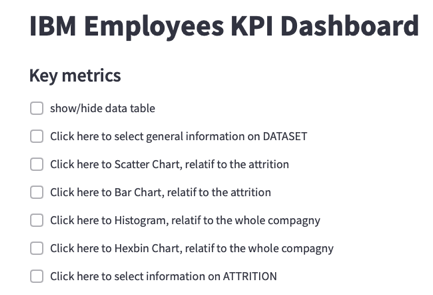 IBM Employees KPI Dashboard
Key metrics
show/hide data table
Click here to select general information on DATASET
Click here to Scatter Chart, relatif to the attrition
Click here to Bar Chart, relatif to the attrition
Click here to Histogram, relatif to the whole compagny
Click here to Hexbin Chart, relatif to the whole compagny
Click here to select information on ATTRITION